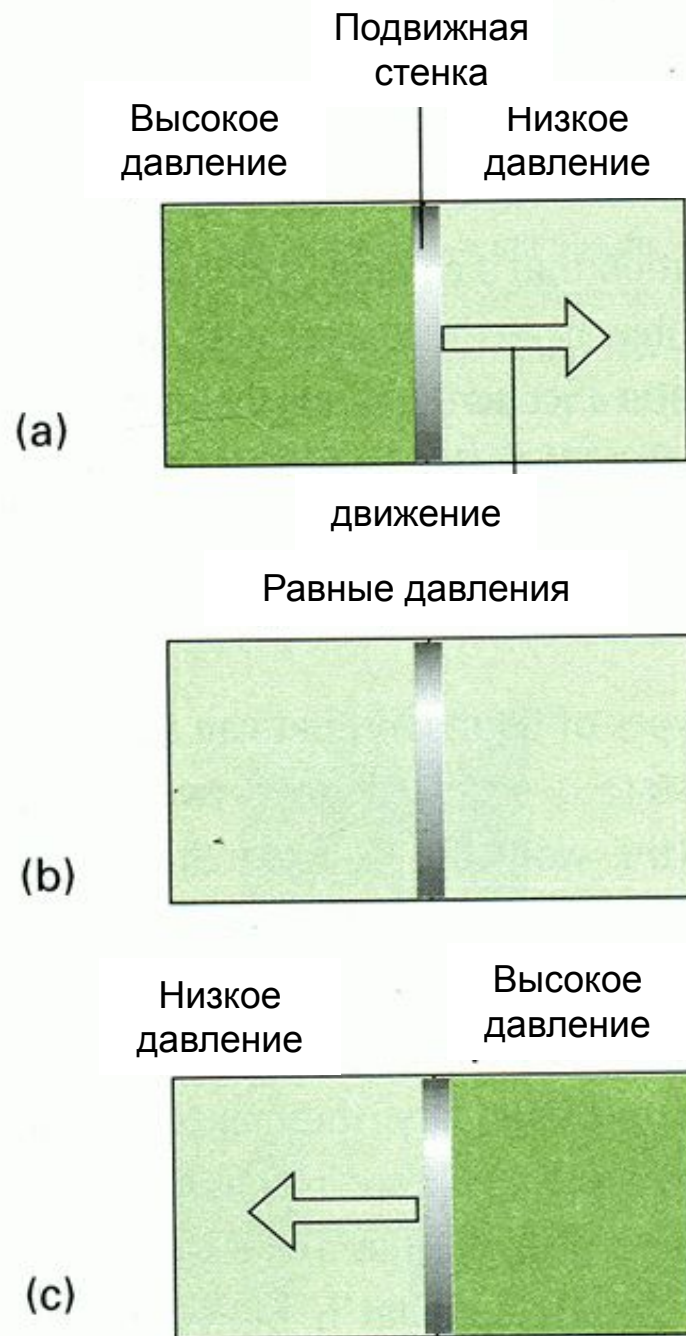 Подвижная
стенка
Высокое
давление
Низкое
давление
(a)
движение
Равные давления
(b)
Низкое
давление
Высокое
давление
(c)